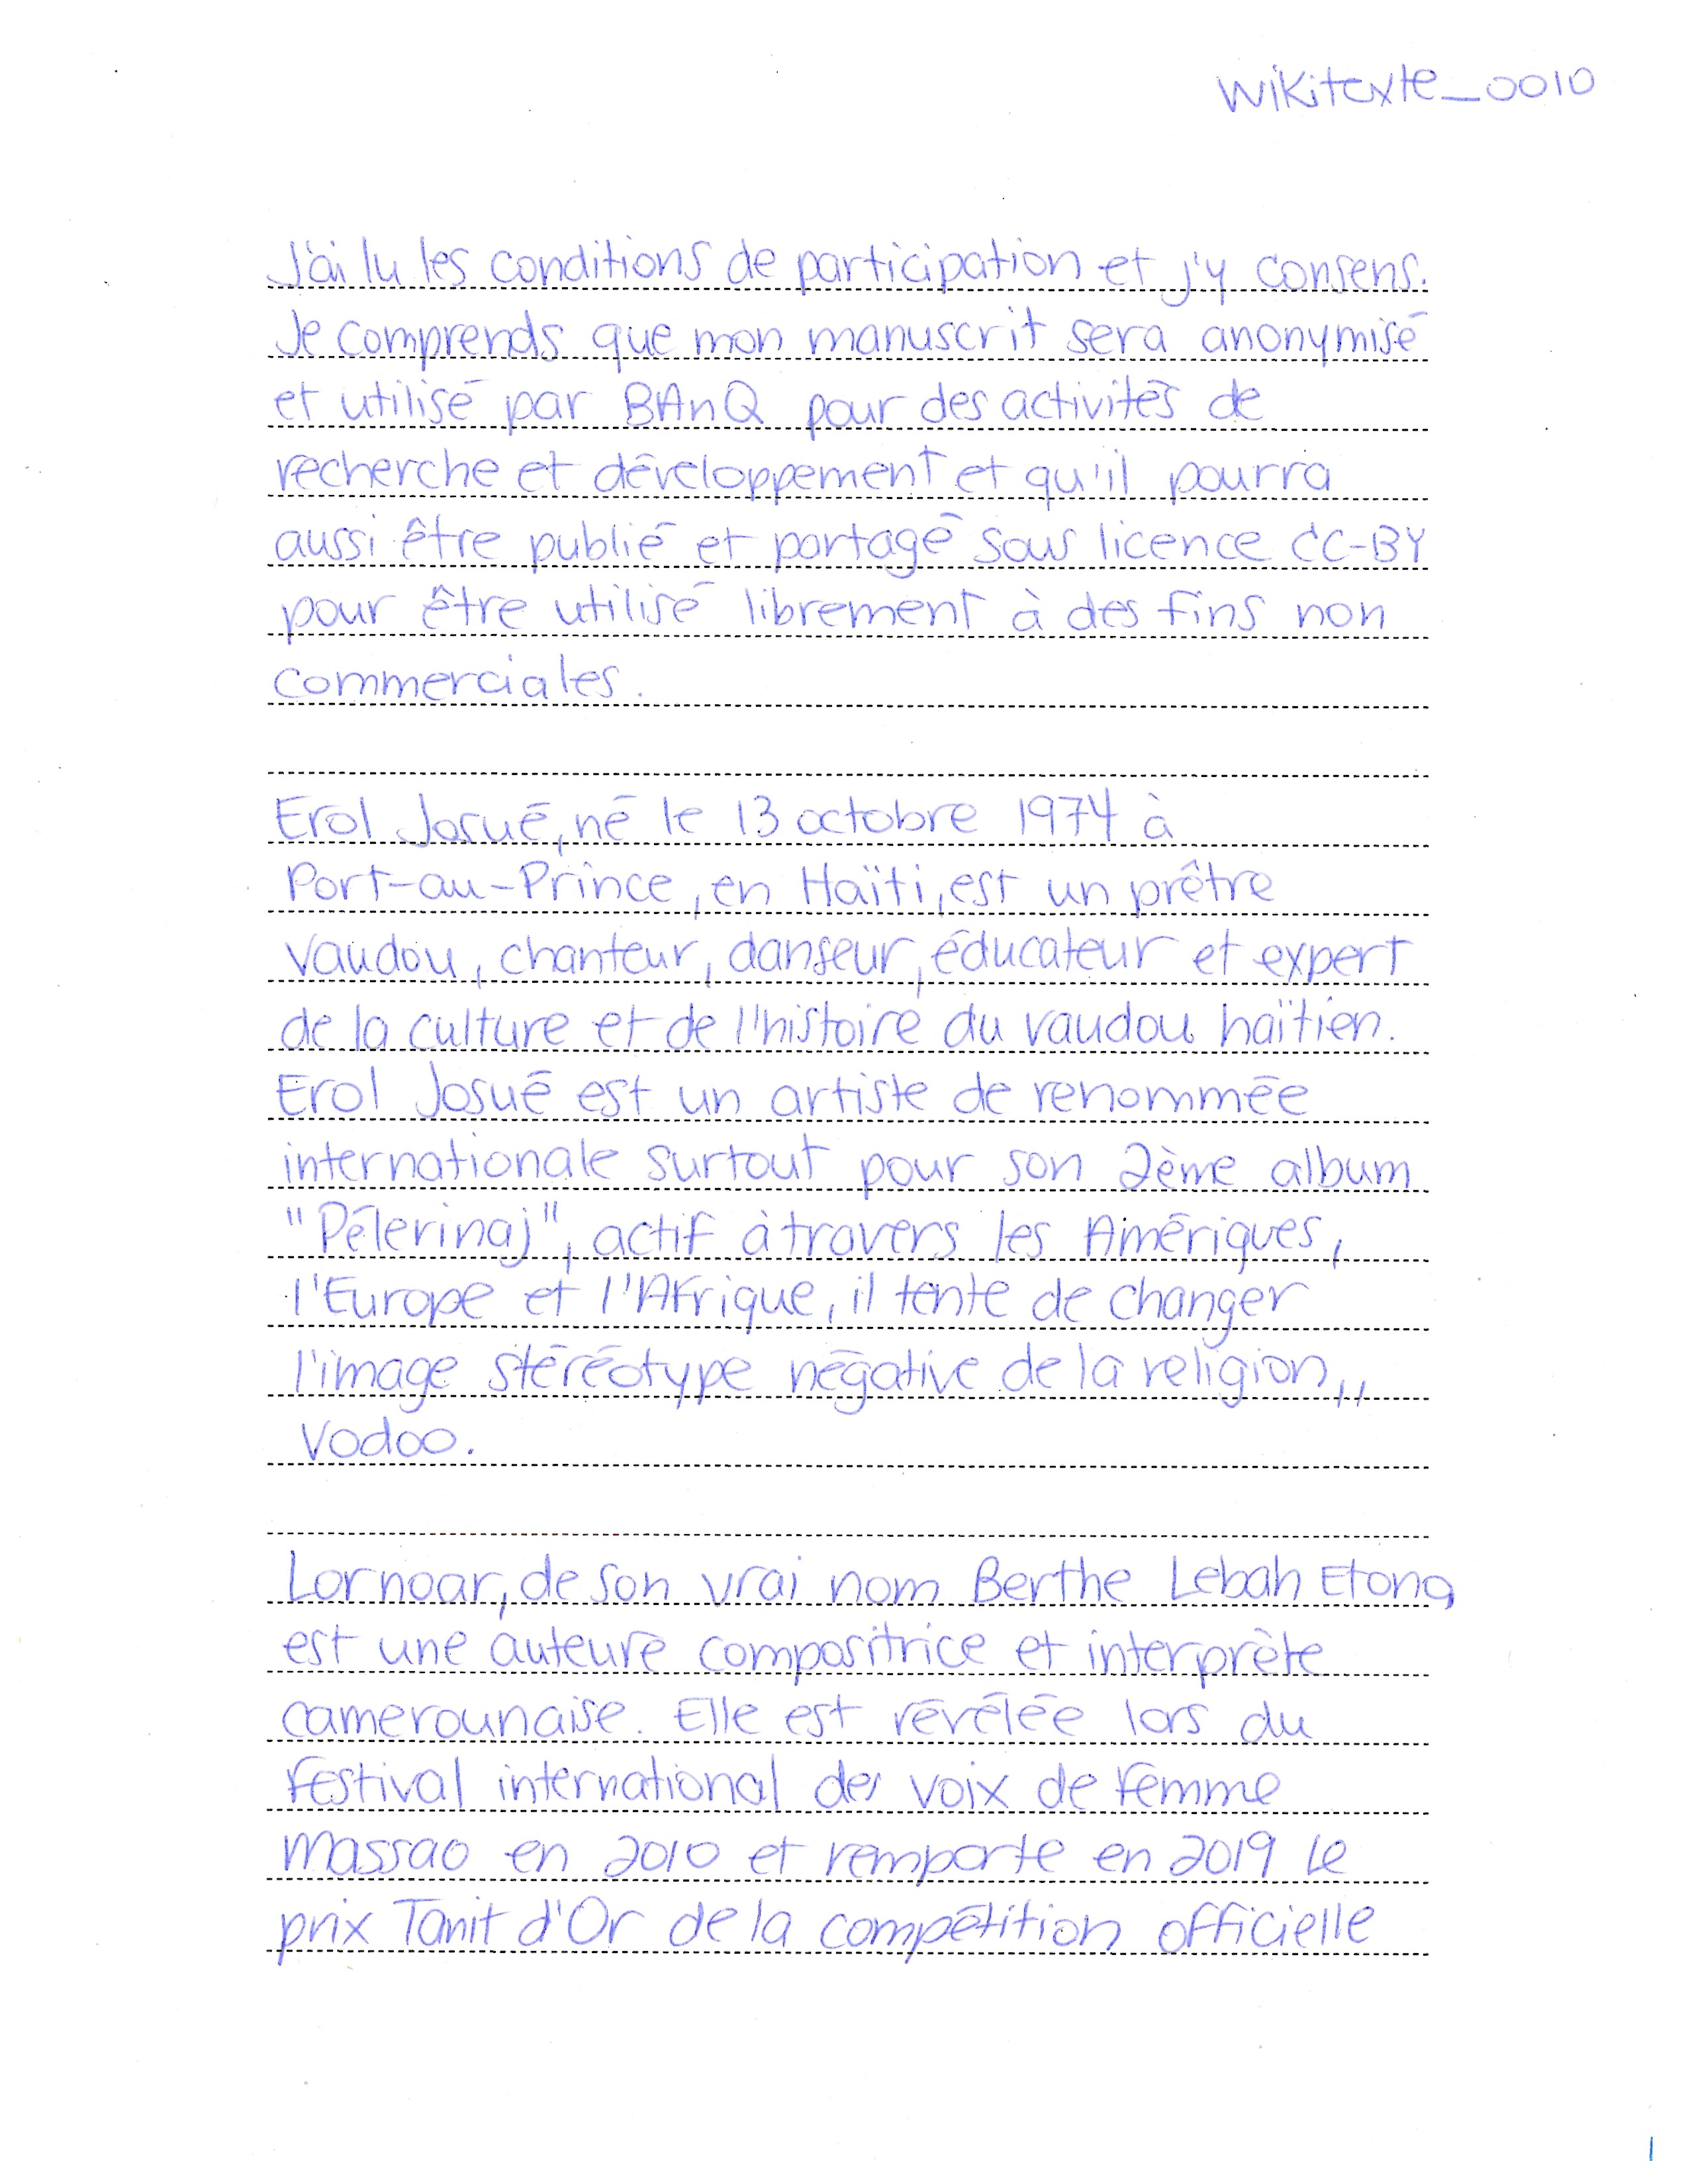 Wikitexte_0010
J'ai lu les conditions de participation et j'y consens.
Je comprends que mon manuscrit sera anonymisé
et utilisé par BAnQ pour des activités de
recherche et développement et qu'il pourra
aussi être publié et partagé sous licence CC-BY
pour être utilisé librement à des fins non
commerciales.
Erol Josué, né le 13 octobre 1974 à
Port-au-Prince, en Haïti, est un prêtre
vaudou, chanteur, danseur, éducateur et expert
de la culture et de l'histoire du vaudou haïtien.
Erol Josué est un artiste de renommée
internationale surtout pour son 2ème album
"Pélerinaj", actif à travers les Amériques,
l'Europe et l'Afrique, il tente de changer
l'image stéréotype négative de la religion,,
Vodoo.
Lornoar, de son vrai nom Berthe Lebah Etong,
est une auteure compositrice et interprète
camerounaise. Elle est révélée lors du
festival international des voix de femme
Massao en 2010 et remporte en 2019 le
prix Tanit d'Or de la compétition officielle
1